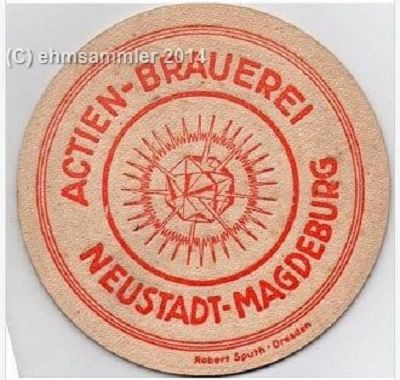 (C) ehmsammler 2014
ACTIEN-BRAUEREI
NEUSTADT-MAGDEBURG
Robert Sputh · Dresden